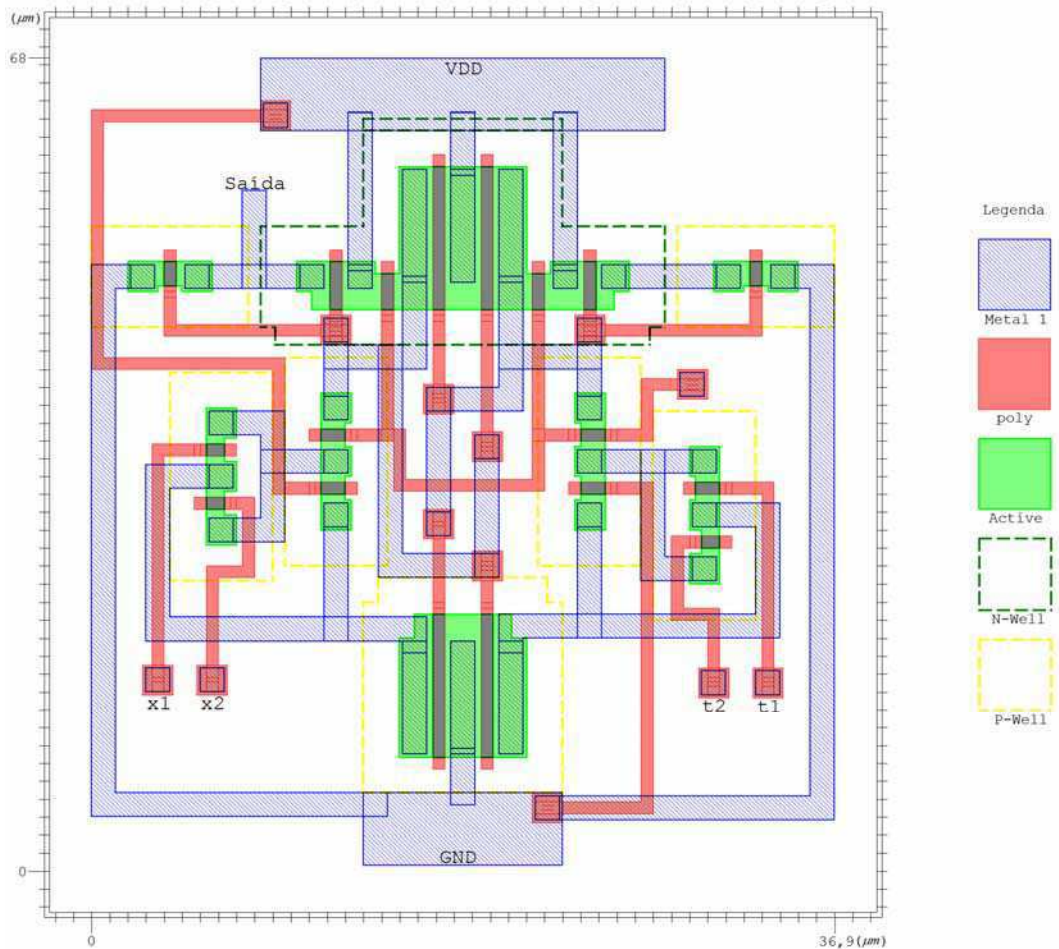 (μm)
68
VDD
Saída
x1
x2
t2
t1
GND
0
0
36,9(μm)
Legenda
Metal 1
poly
Active
N-Well
P-Well